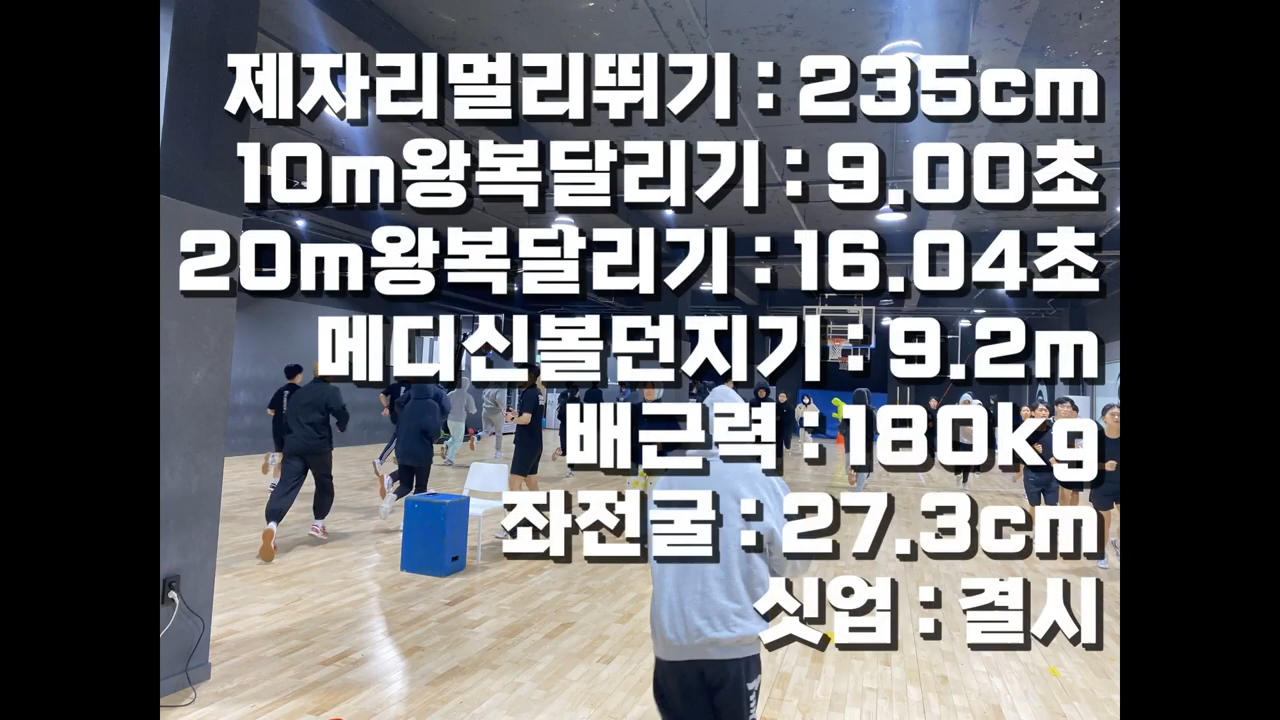 제자리멀리뛰기 : 235cm
10m왕복달리기 : 9.00초
20m왕복달리기 : 16.04초
메디신볼던지기 : 9.2m
배근력 : 180kg
좌전굴 : 27.3cm
싯업 : 결시